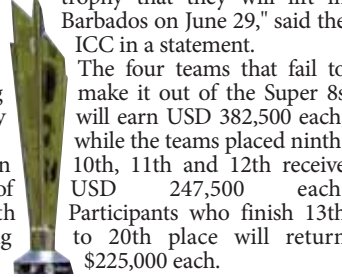 trophy that they will lift in
Barbados on June 29," said the
ICC in a statement.
The four teams that fail to
make it out of the Super 8s
will earn USD 382,500 each
while the teams placed ninth
10th, 11th and 12th receive
USD 247,500 each
Participants who finish 13th
to 20th place will return
$225,000 each.